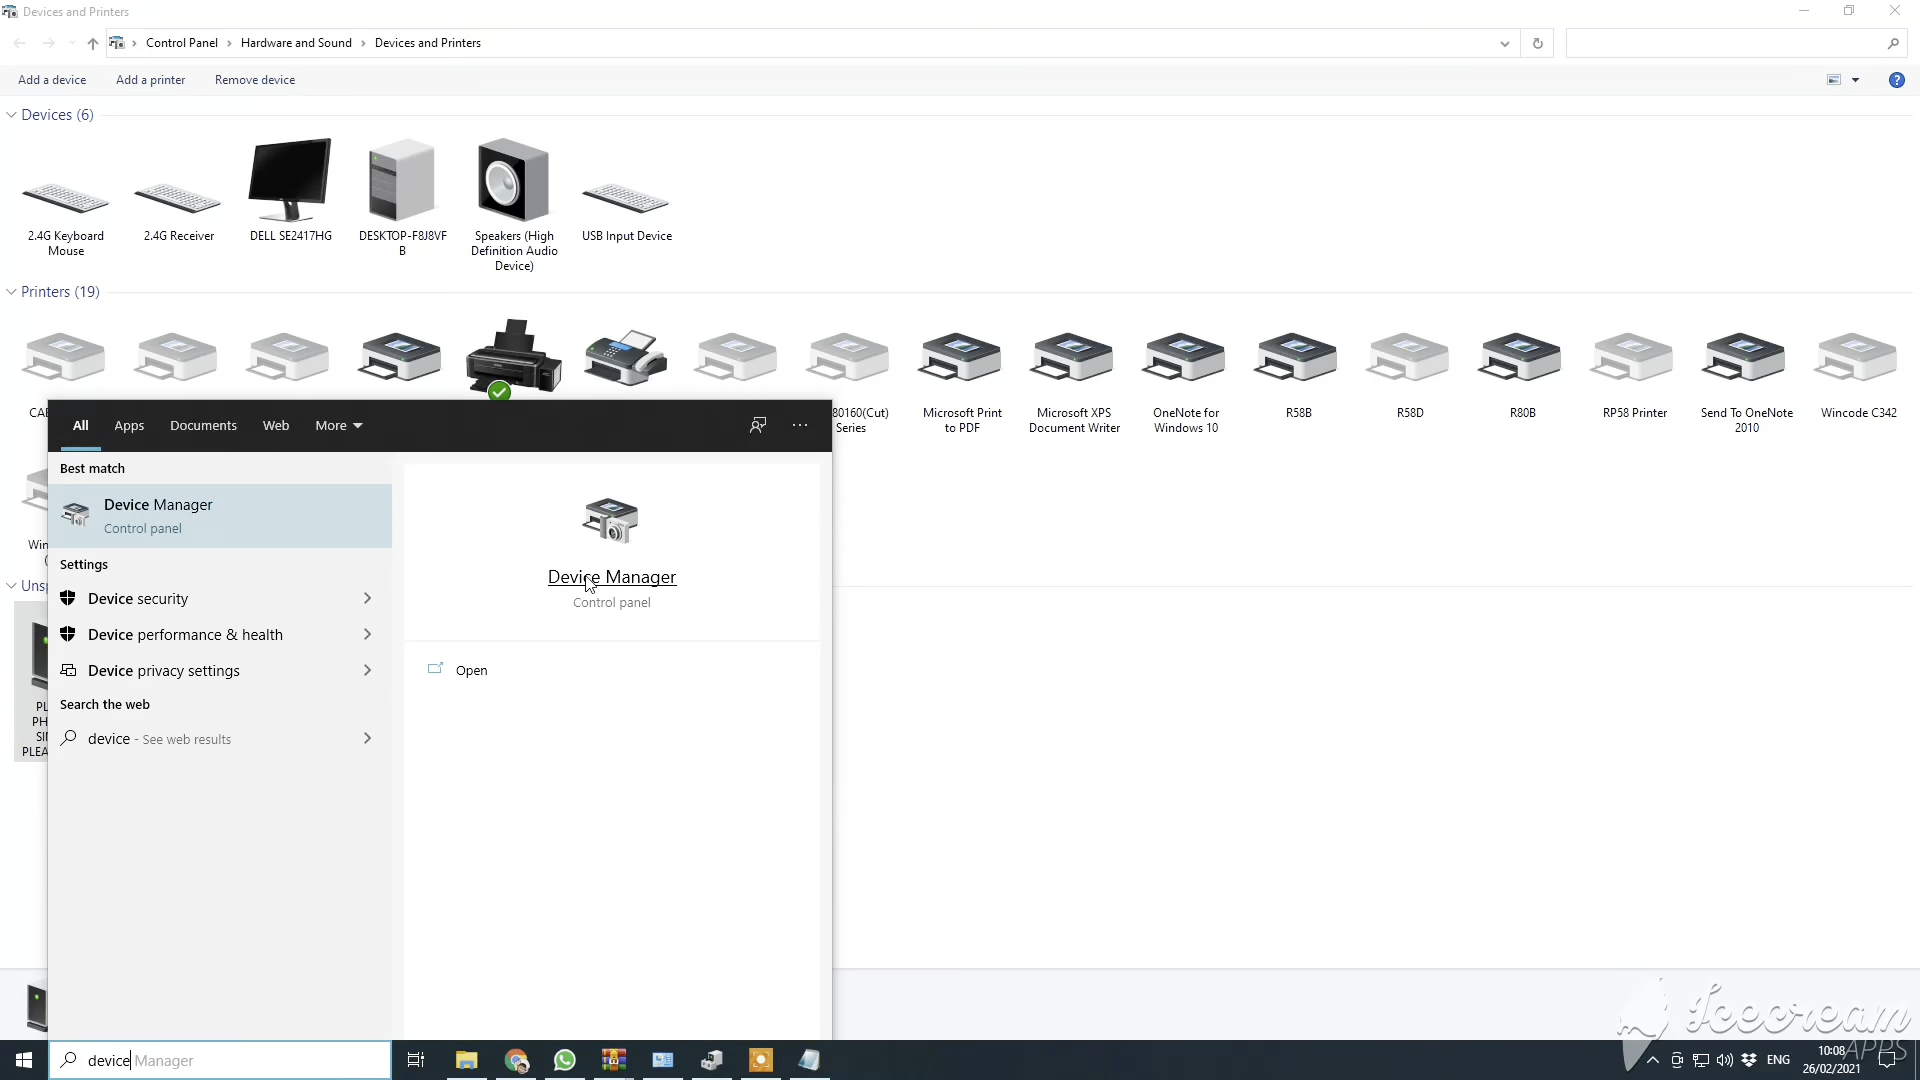 Devices and Printers
Control Panel > Hardware and Sound > Devices and Printers
Add a device Add a printer Remove device
Devices (6)
2.4G Keyboard
Mouse
2.4G Receiver
DELL SE2417HG
DESKTOP-F8J8VF
B
Speakers (High
Definition Audio
Device)
USB Input Device
Printers (19)
80160(Cut)
Series
Microsoft Print
to PDF
Microsoft XPS
Document Writer
OneNote for
Windows 10
R58B
R58D
R80B
RP58 Printer
Send To OneNote
2010
Wincode C342
All Apps Documents Web More
Best match
Device Manager
Control panel
Settings
Device security
Device performance & health
Device privacy settings
Search the web
device - See web results
Device Manager
Control panel
Open
device Manager
ENG
10:08
26/02/2021
Icecream
APPS